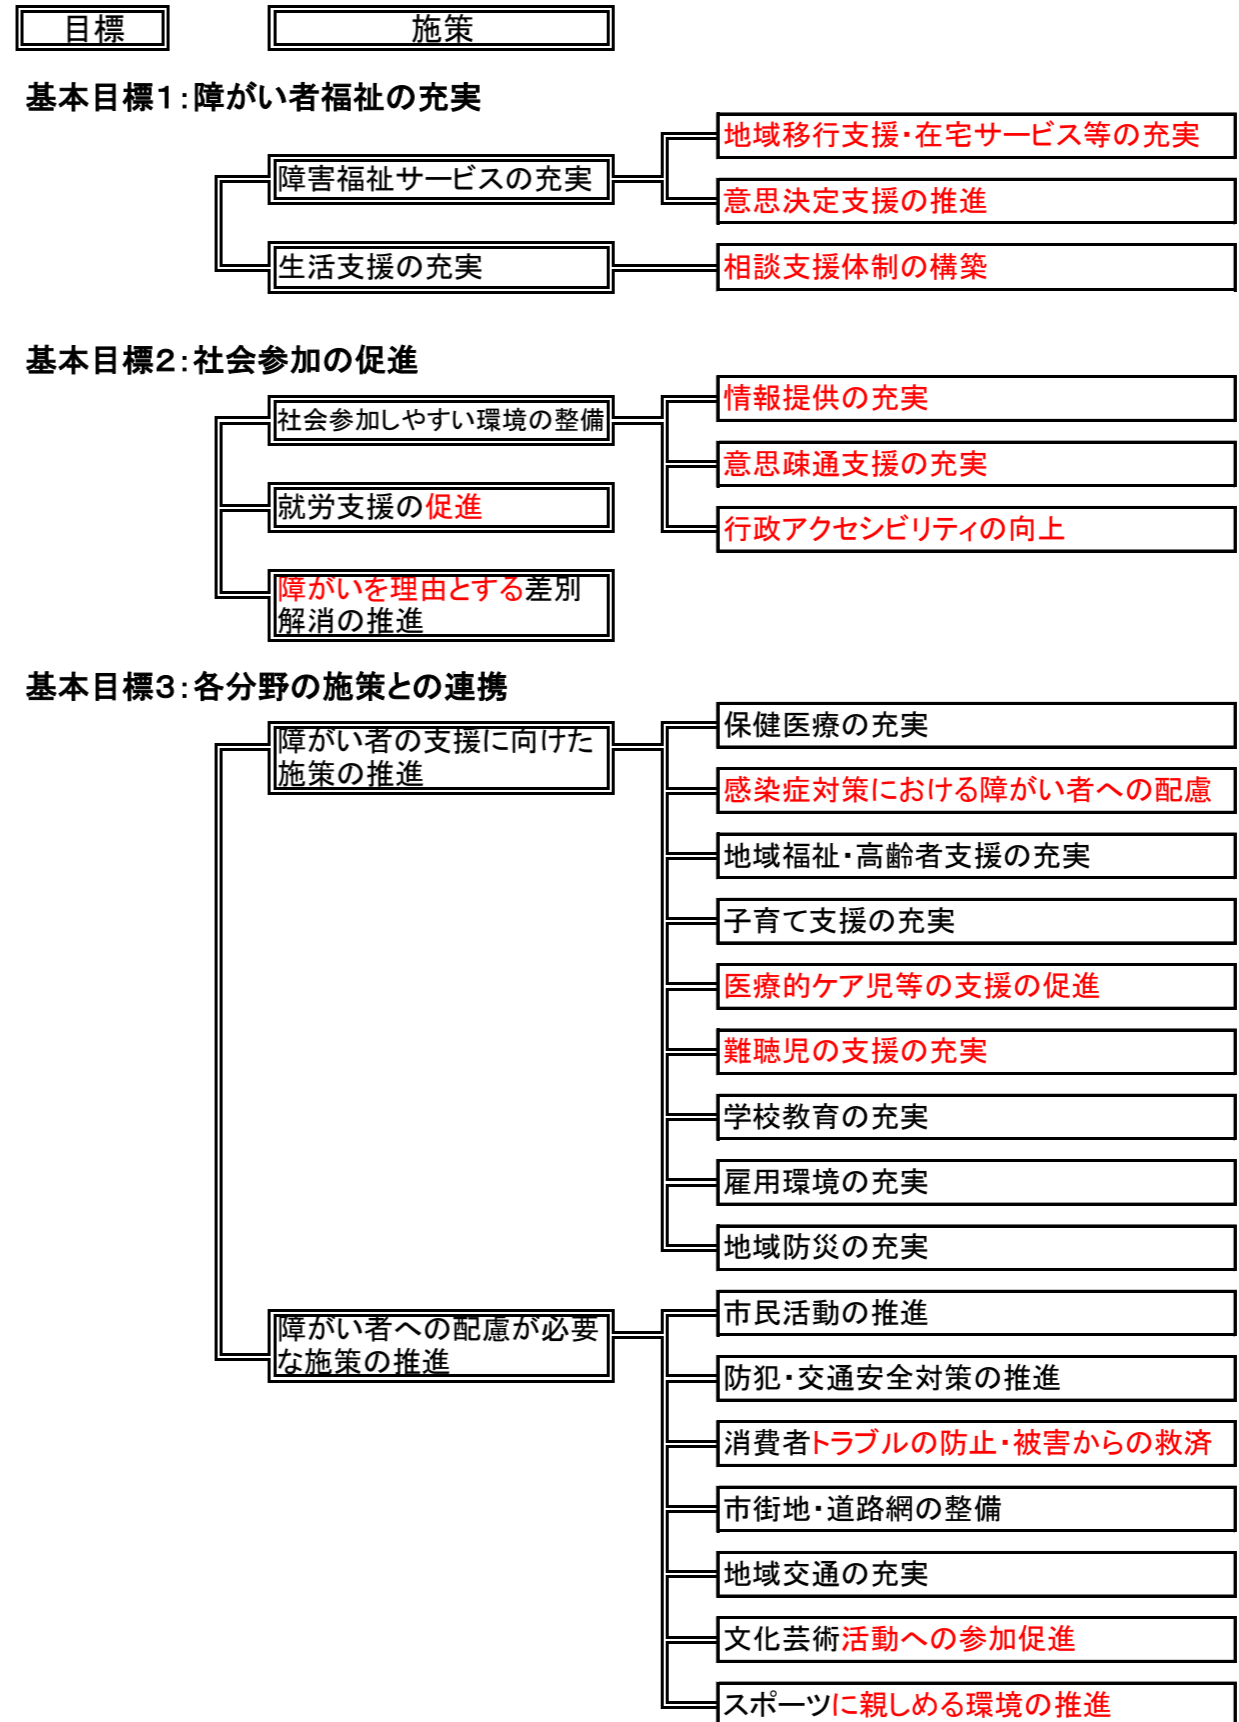 目標
施策
基本目標1：障がい者福祉の充実
障害福祉サービスの充実
地域移行支援・在宅サービス等の充実
意思決定支援の推進
生活支援の充実
相談支援体制の構築
基本目標2：社会参加の促進
社会参加しやすい環境の整備
情報提供の充実
意思疎通支援の充実
行政アクセシビリティの向上
就労支援の促進
障がいを理由とする差別
解消の推進
基本目標3：各分野の施策との連携
障がい者の支援に向けた
施策の推進
保健医療の充実
感染症対策における障がい者への配慮
地域福祉・高齢者支援の充実
子育て支援の充実
医療的ケア児等の支援の促進
難聴児の支援の充実
学校教育の充実
雇用環境の充実
地域防災の充実
障がい者への配慮が必要
な施策の推進
市民活動の推進
防犯・交通安全対策の推進
消費者トラブルの防止・被害からの救済
市街地・道路網の整備
地域交通の充実
文化芸術活動への参加促進
スポーツに親しめる環境の推進